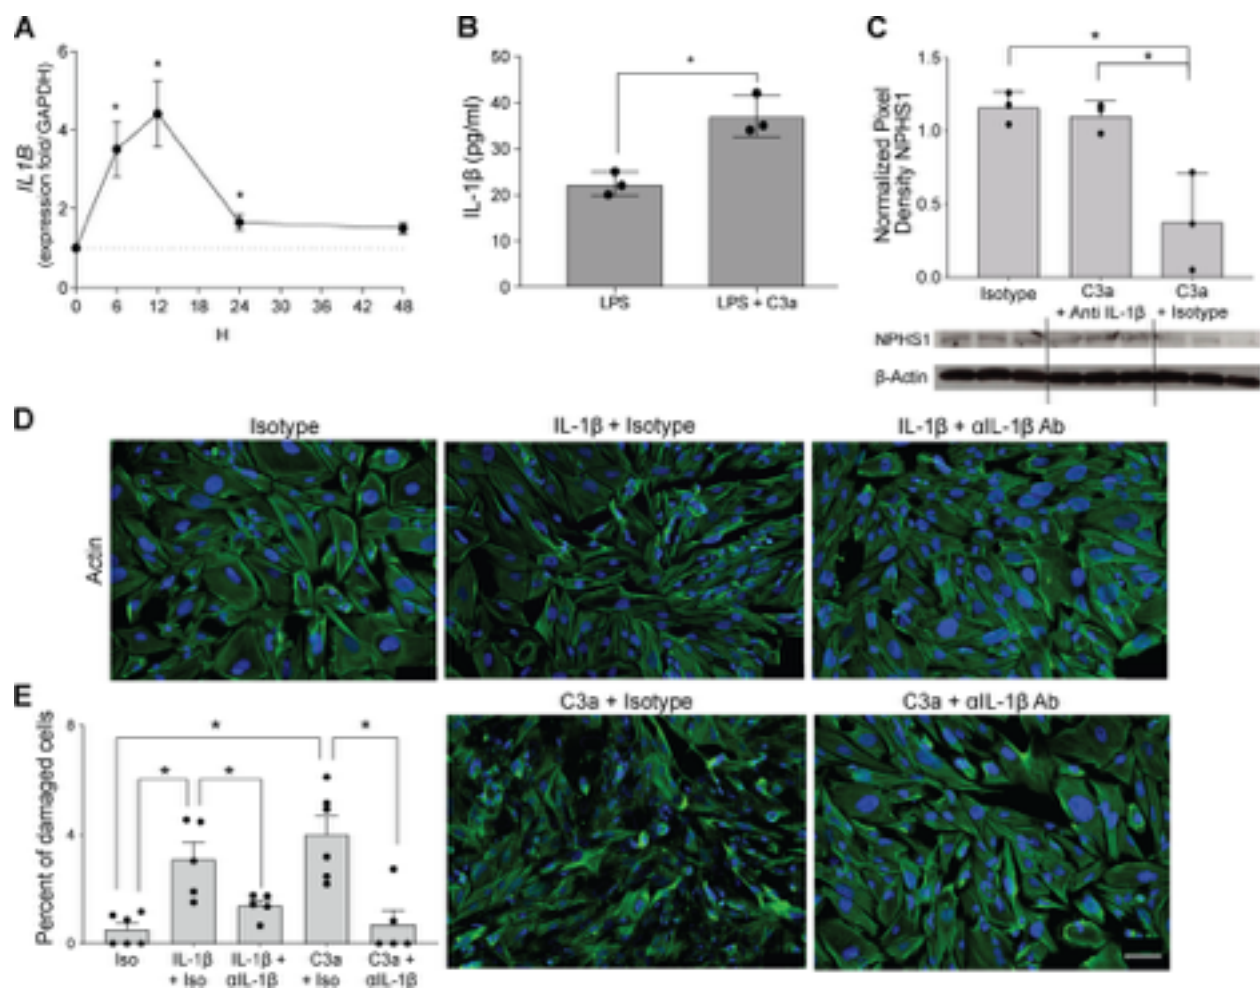 A
IL1B
(expression fold/GAPDH)
6
4
2
0
* * *
0 6 12 18 24 30 36 42 48
H
B
IL-1β (pg/ml)
50
40
30
20
10
0
*
LPS LPS + C3a
C
Normalized Pixel
Density NPHS1
1.5
1.0
0.5
0.0
*
*
Isotype C3a C3a
+ Anti IL-1β + Isotype
NPHS1
β-Actin
D
Isotype IL-1β + Isotype IL-1β + αIL-1β Ab
Actin
C3a + Isotype C3a + αIL-1β Ab
E
Percent of damaged cells
8
4
0
* *
* *
Iso IL-1β IL-1β + C3a C3a +
+ Iso αIL-1β + Iso αIL-1β